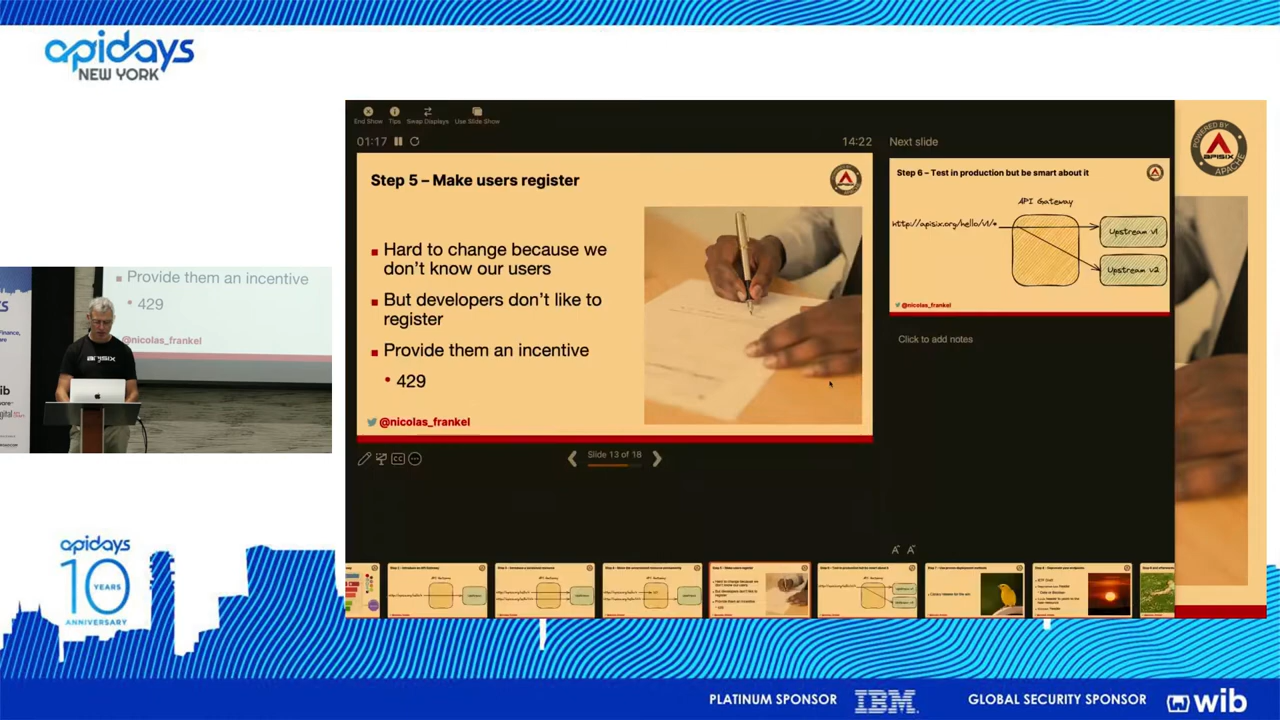 apidays
NEW YORK
End Show
Tips
Swap Displays
Use Slide Show
01:17
14:22
Step 5 – Make users register
Hard to change because we
don't know our users
But developers don't like to
register
Provide them an incentive
429
@nicolas_frankel
Slide 13 of 18
CC
Next slide
Step 6 – Test in production but be smart about it
API Gateway
http://apisix.org/hello/v1/*
Upstream v1
Upstream v2
@nicolas_frankel
Click to add notes
POWERED BY
APISIX
APACHE
Provide them an incentive
429
@nicolas_frankel
APISIX
apidays
10
YEARS
ANNIVERSARY
PLATINUM SPONSOR
IBM
GLOBAL SECURITY SPONSOR
wib